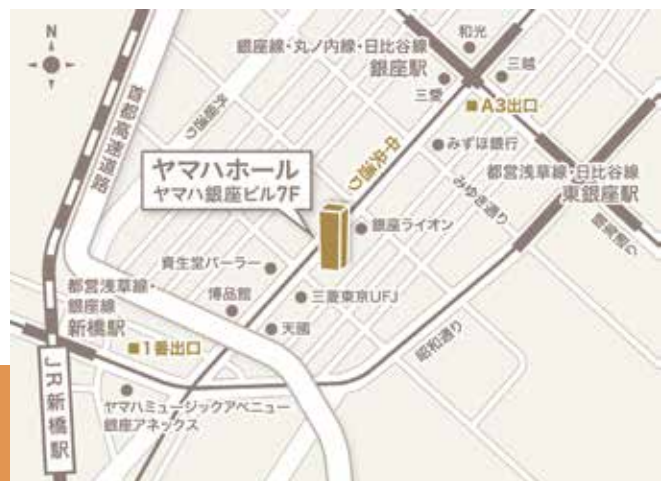 N
和光
銀座線・丸ノ内線・日比谷線
銀座駅
三越
三愛
A3出口
外堀通り
首都高速道路
中央通り
みずほ銀行
都営浅草線・日比谷線
東銀座駅
みゆき通り
晴海通り
ヤマハホール
ヤマハ銀座ビル7F
銀座ライオン
資生堂パーラー
都営浅草線・
銀座線
新橋駅
博品館
三菱東京UFJ
天國
1番出口
昭和通り
JR新橋駅
ヤマハミュージックアベニュー
銀座アネックス